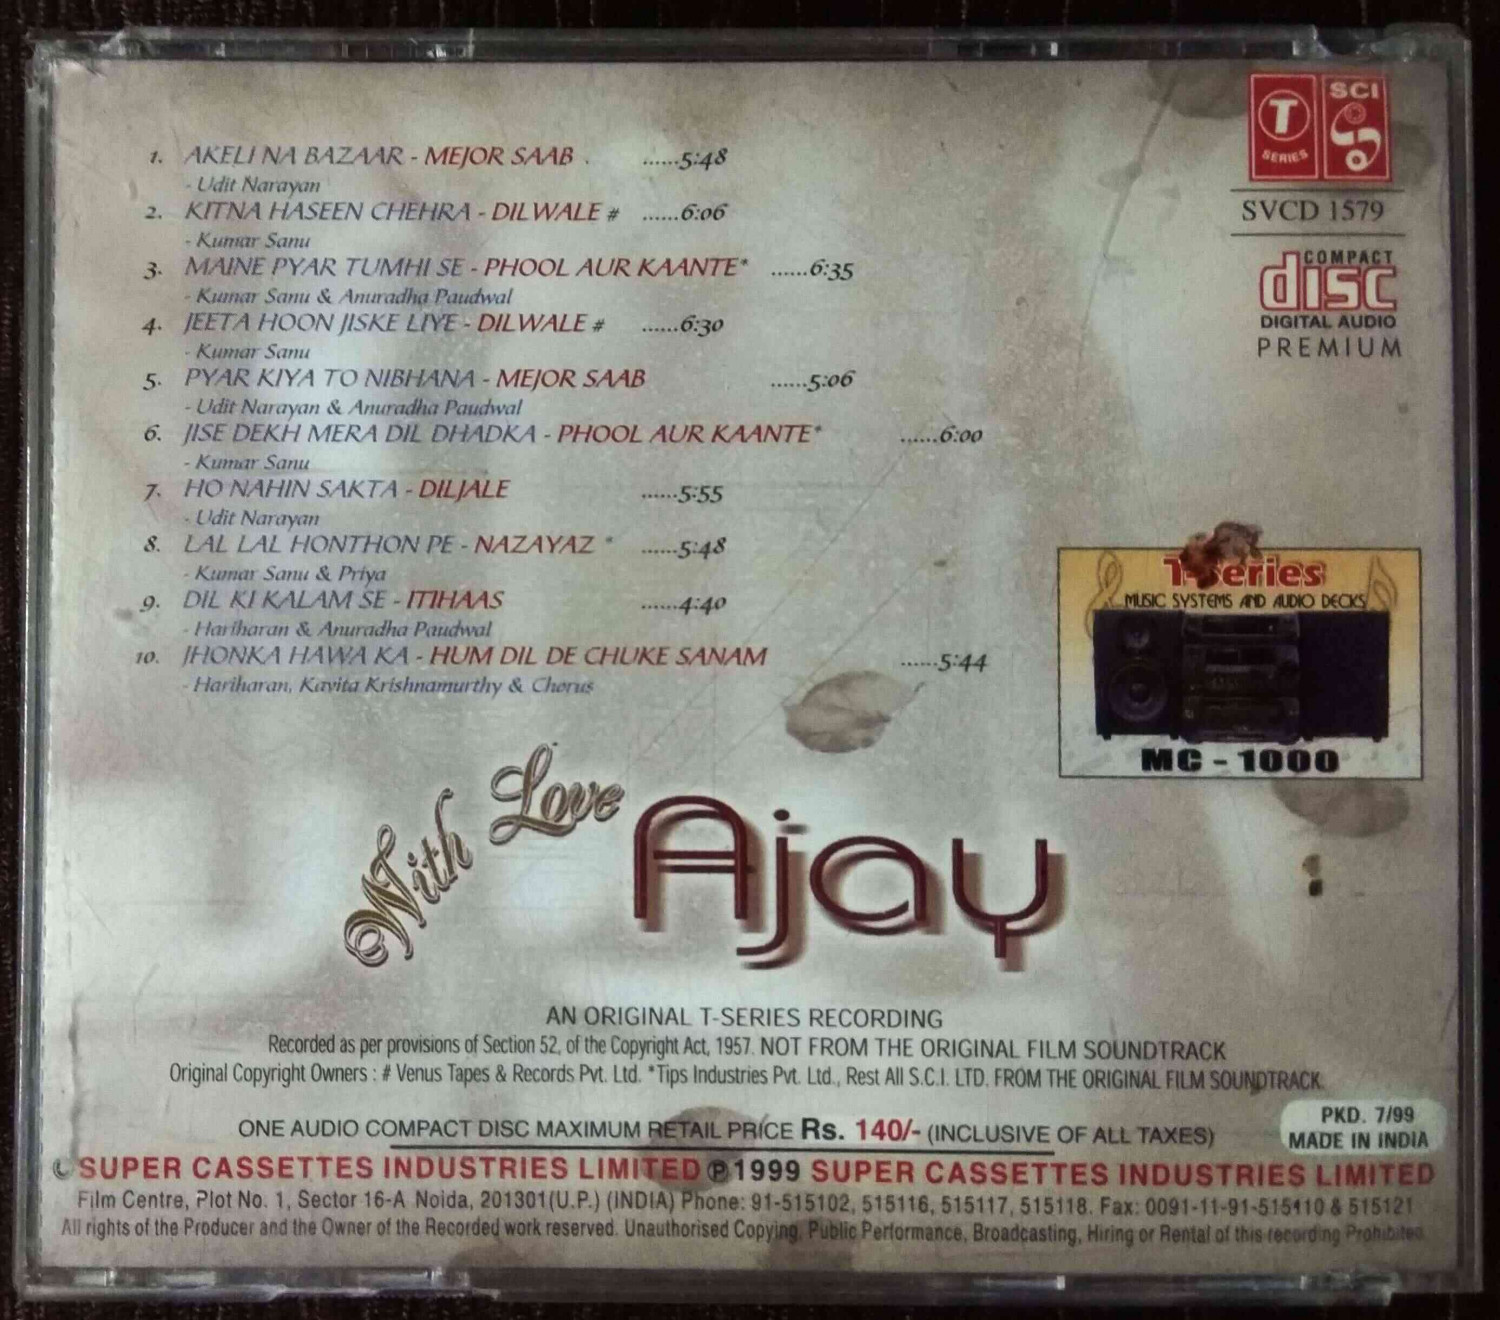 1. AKELI NA BAZAAR - MEJOR SAAB ......5:48
- Udit Narayan
2. KITNA HASEEN CHEHRA - DILWALE # ......6:06
- Kumar Sanu
3. MAINE PYAR TUMHI SE - PHOOL AUR KAANTE* ......6:35
- Kumar Sanu & Anuradha Paudwal
4. JEETA HOON JISKE LIYE - DILWALE # ......6:30
- Kumar Sanu
5. PYAR KIYA TO NIBHANA - MEJOR SAAB ......5:06
- Udit Narayan & Anuradha Paudwal
6. JISE DEKH MERA DIL DHADKA - PHOOL AUR KAANTE* ......6:00
- Kumar Sanu
7. HO NAHIN SAKTA - DILJALE ......5:55
- Udit Narayan
8. LAL LAL HONTHON PE - NAZAYAZ * ......5:48
- Kumar Sanu & Priya
9. DIL KI KALAM SE - ITIHAAS ......4:40
- Hariharan & Anuradha Paudwal
10. JHONKA HAWA KA - HUM DIL DE CHUKE SANAM ......5:44
- Hariharan, Kavita Krishnamurthy & Chorus
T SERIES SCI
SVCD 1579
COMPACT
disc
DIGITAL AUDIO
PREMIUM
T-Series
MUSIC SYSTEMS AND AUDIO DECKS
MC - 1000
With Love Ajay
AN ORIGINAL T-SERIES RECORDING
Recorded as per provisions of Section 52, of the Copyright Act, 1957. NOT FROM THE ORIGINAL FILM SOUNDTRACK
Original Copyright Owners : # Venus Tapes & Records Pvt. Ltd. *Tips Industries Pvt. Ltd., Rest All S.C.I. LTD. FROM THE ORIGINAL FILM SOUNDTRACK.
ONE AUDIO COMPACT DISC MAXIMUM RETAIL PRICE Rs. 140/- (INCLUSIVE OF ALL TAXES)
PKD. 7/99
MADE IN INDIA
© SUPER CASSETTES INDUSTRIES LIMITED ℗ 1999 SUPER CASSETTES INDUSTRIES LIMITED
Film Centre, Plot No. 1, Sector 16-A Noida, 201301(U.P.) (INDIA) Phone: 91-515102, 515116, 515117, 515118. Fax: 0091-11-91-515110 & 515121
All rights of the Producer and the Owner of the Recorded work reserved. Unauthorised Copying, Public Performance, Broadcasting, Hiring or Rental of this recording Prohibited.